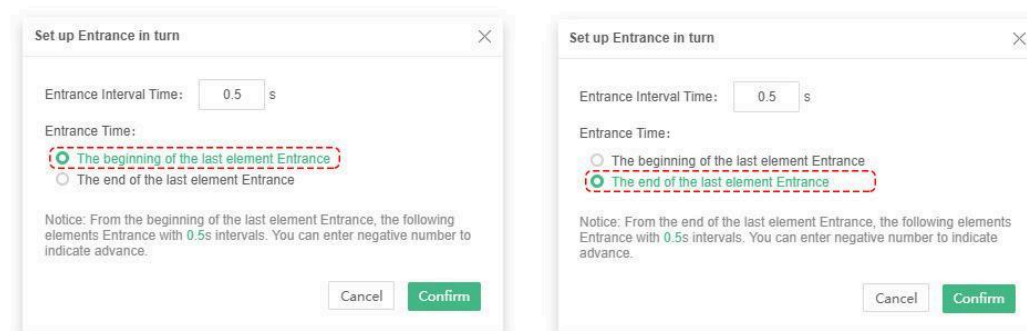 Set up Entrance in turn
Entrance Interval Time: 0.5 s
Entrance Time:
The beginning of the last element Entrance
The end of the last element Entrance
Notice: From the beginning of the last element Entrance, the following
elements Entrance with 0.5s intervals. You can enter negative number to
indicate advance.
Cancel Confirm
Set up Entrance in turn
Entrance Interval Time: 0.5 s
Entrance Time:
The beginning of the last element Entrance
The end of the last element Entrance
Notice: From the end of the last element Entrance, the following elements
Entrance with 0.5s intervals. You can enter negative number to indicate
advance.
Cancel Confirm